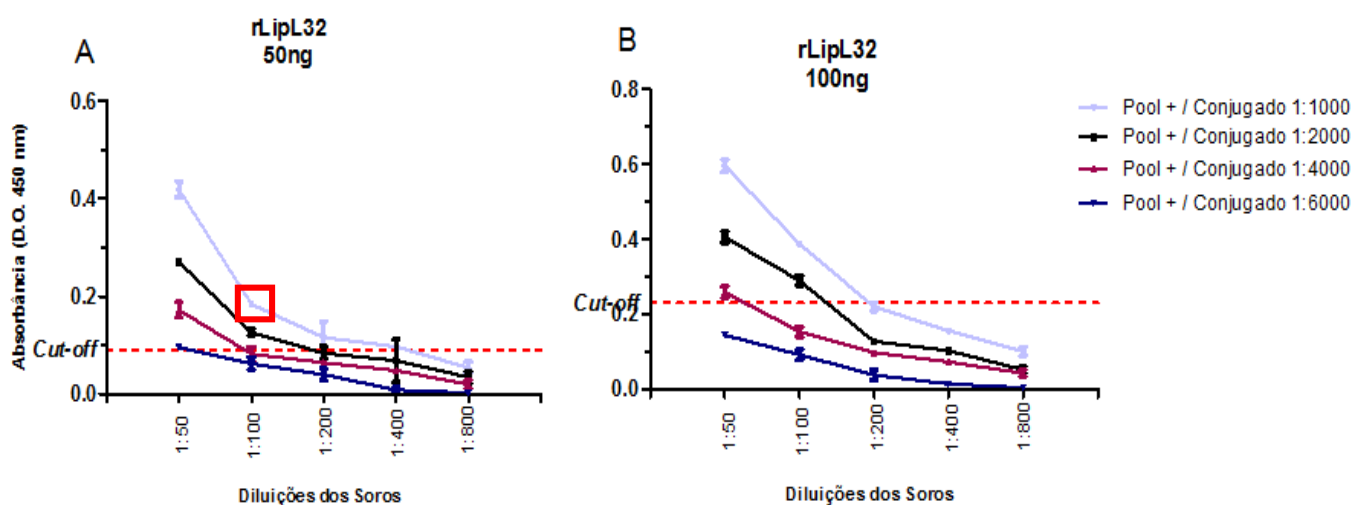 A
rLipL32
50ng
Absorbância (D.O. 450 nm)
0.6
0.4
0.2
0.0
Cut-off
1:50
1:100
1:200
1:400
1:800
Diluições dos Soros
B
rLipL32
100ng
0.8
0.6
0.4
0.2
0.0
Cut-off
1:50
1:100
1:200
1:400
1:800
Diluições dos Soros
Pool + / Conjugado 1:1000
Pool + / Conjugado 1:2000
Pool + / Conjugado 1:4000
Pool + / Conjugado 1:6000